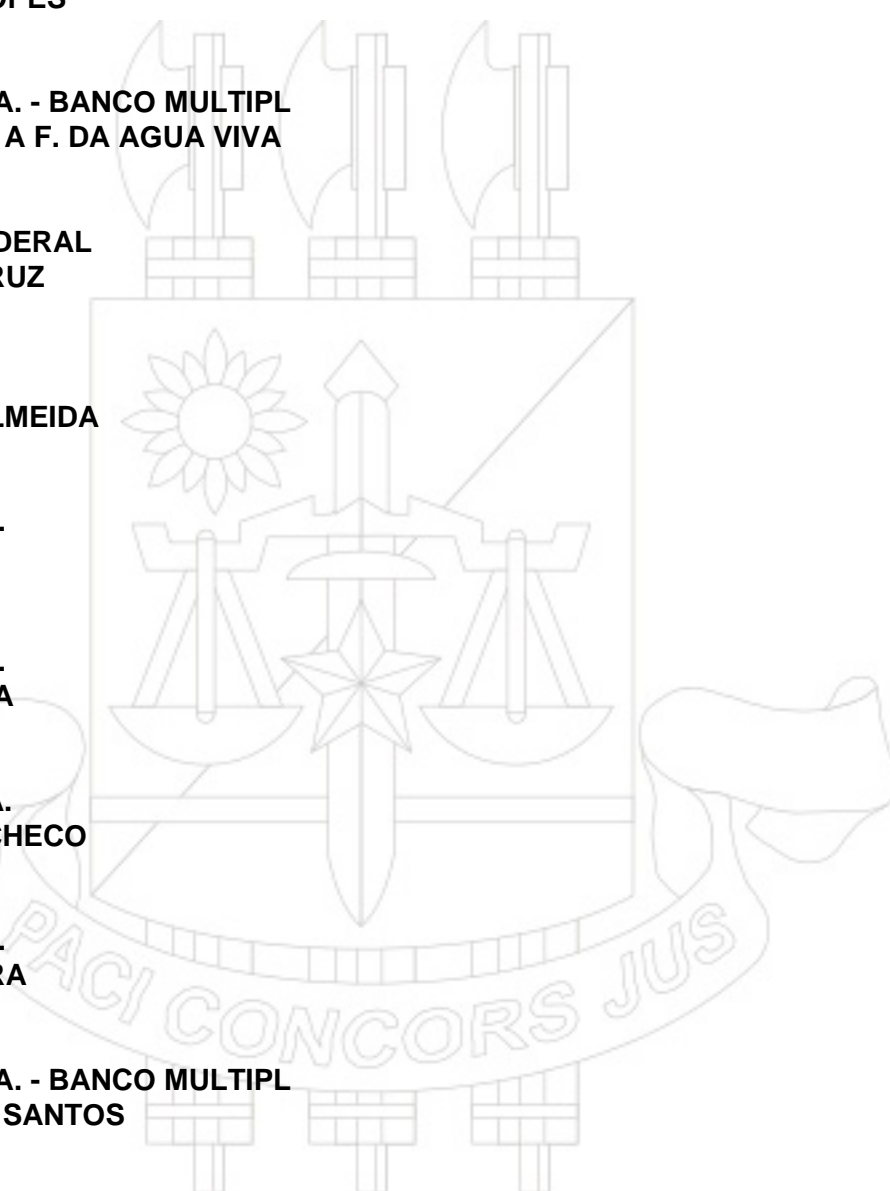 A. - BANCO MULTIPL
A F. DA AGUA VIVA
DERAL
RUZ
LMEIDA
.
.
A
A.
CHECO
.
RA
A. - BANCO MULTIPL
SANTOS
PACI CONCORS JUS